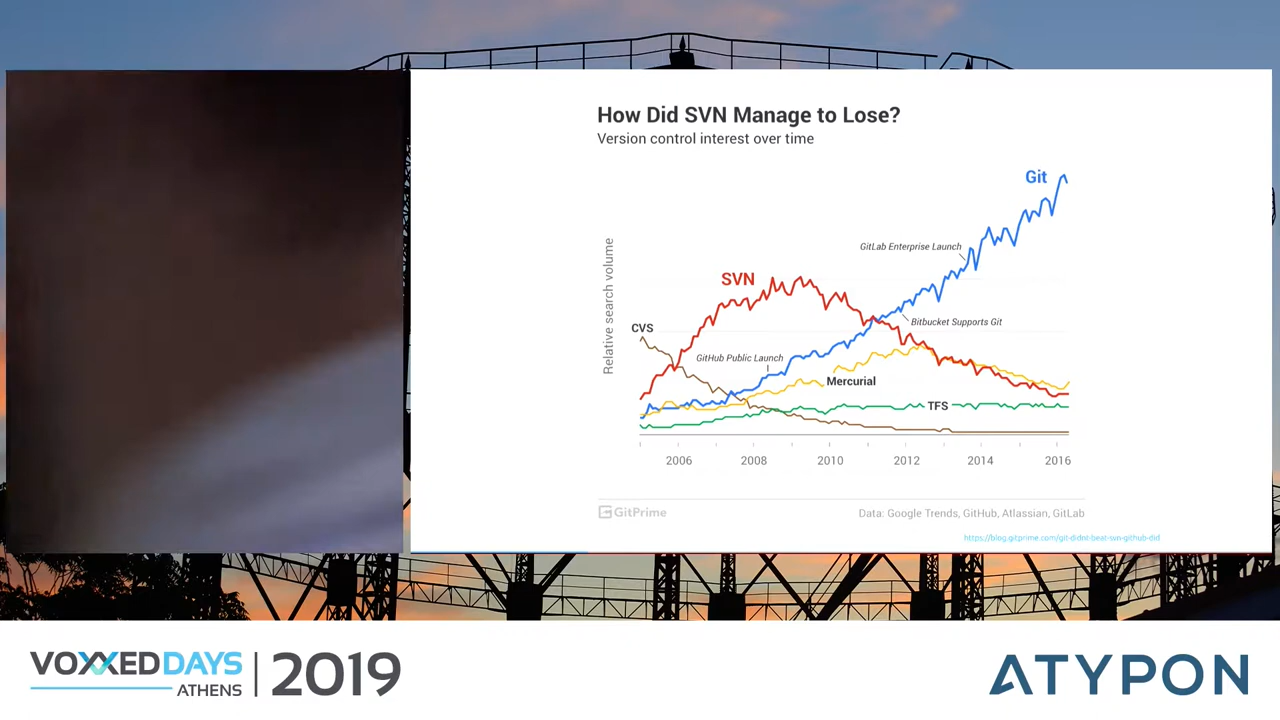 How Did SVN Manage to Lose?
Version control interest over time
Git
GitLab Enterprise Launch
SVN
Relative search volume
CVS
Bitbucket Supports Git
GitHub Public Launch
Mercurial
TFS
2006 2008 2010 2012 2014 2016
GitPrime
Data: Google Trends, GitHub, Atlassian, GitLab
https://blog.gitprime.com/git-didnt-beat-svn-github-did
VOXXED DAYS
ATHENS
2019
ATYPON